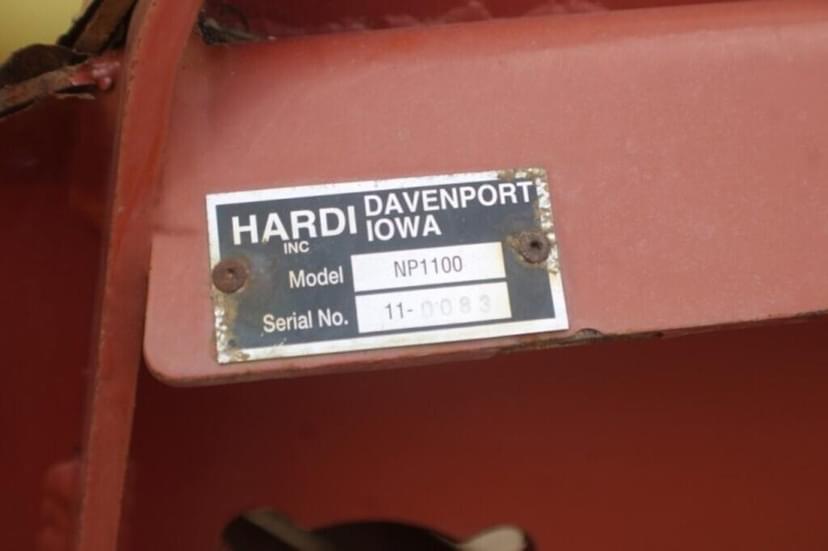 HARDI INC DAVENPORT IOWA
Model NP1100
Serial No. 11-0083